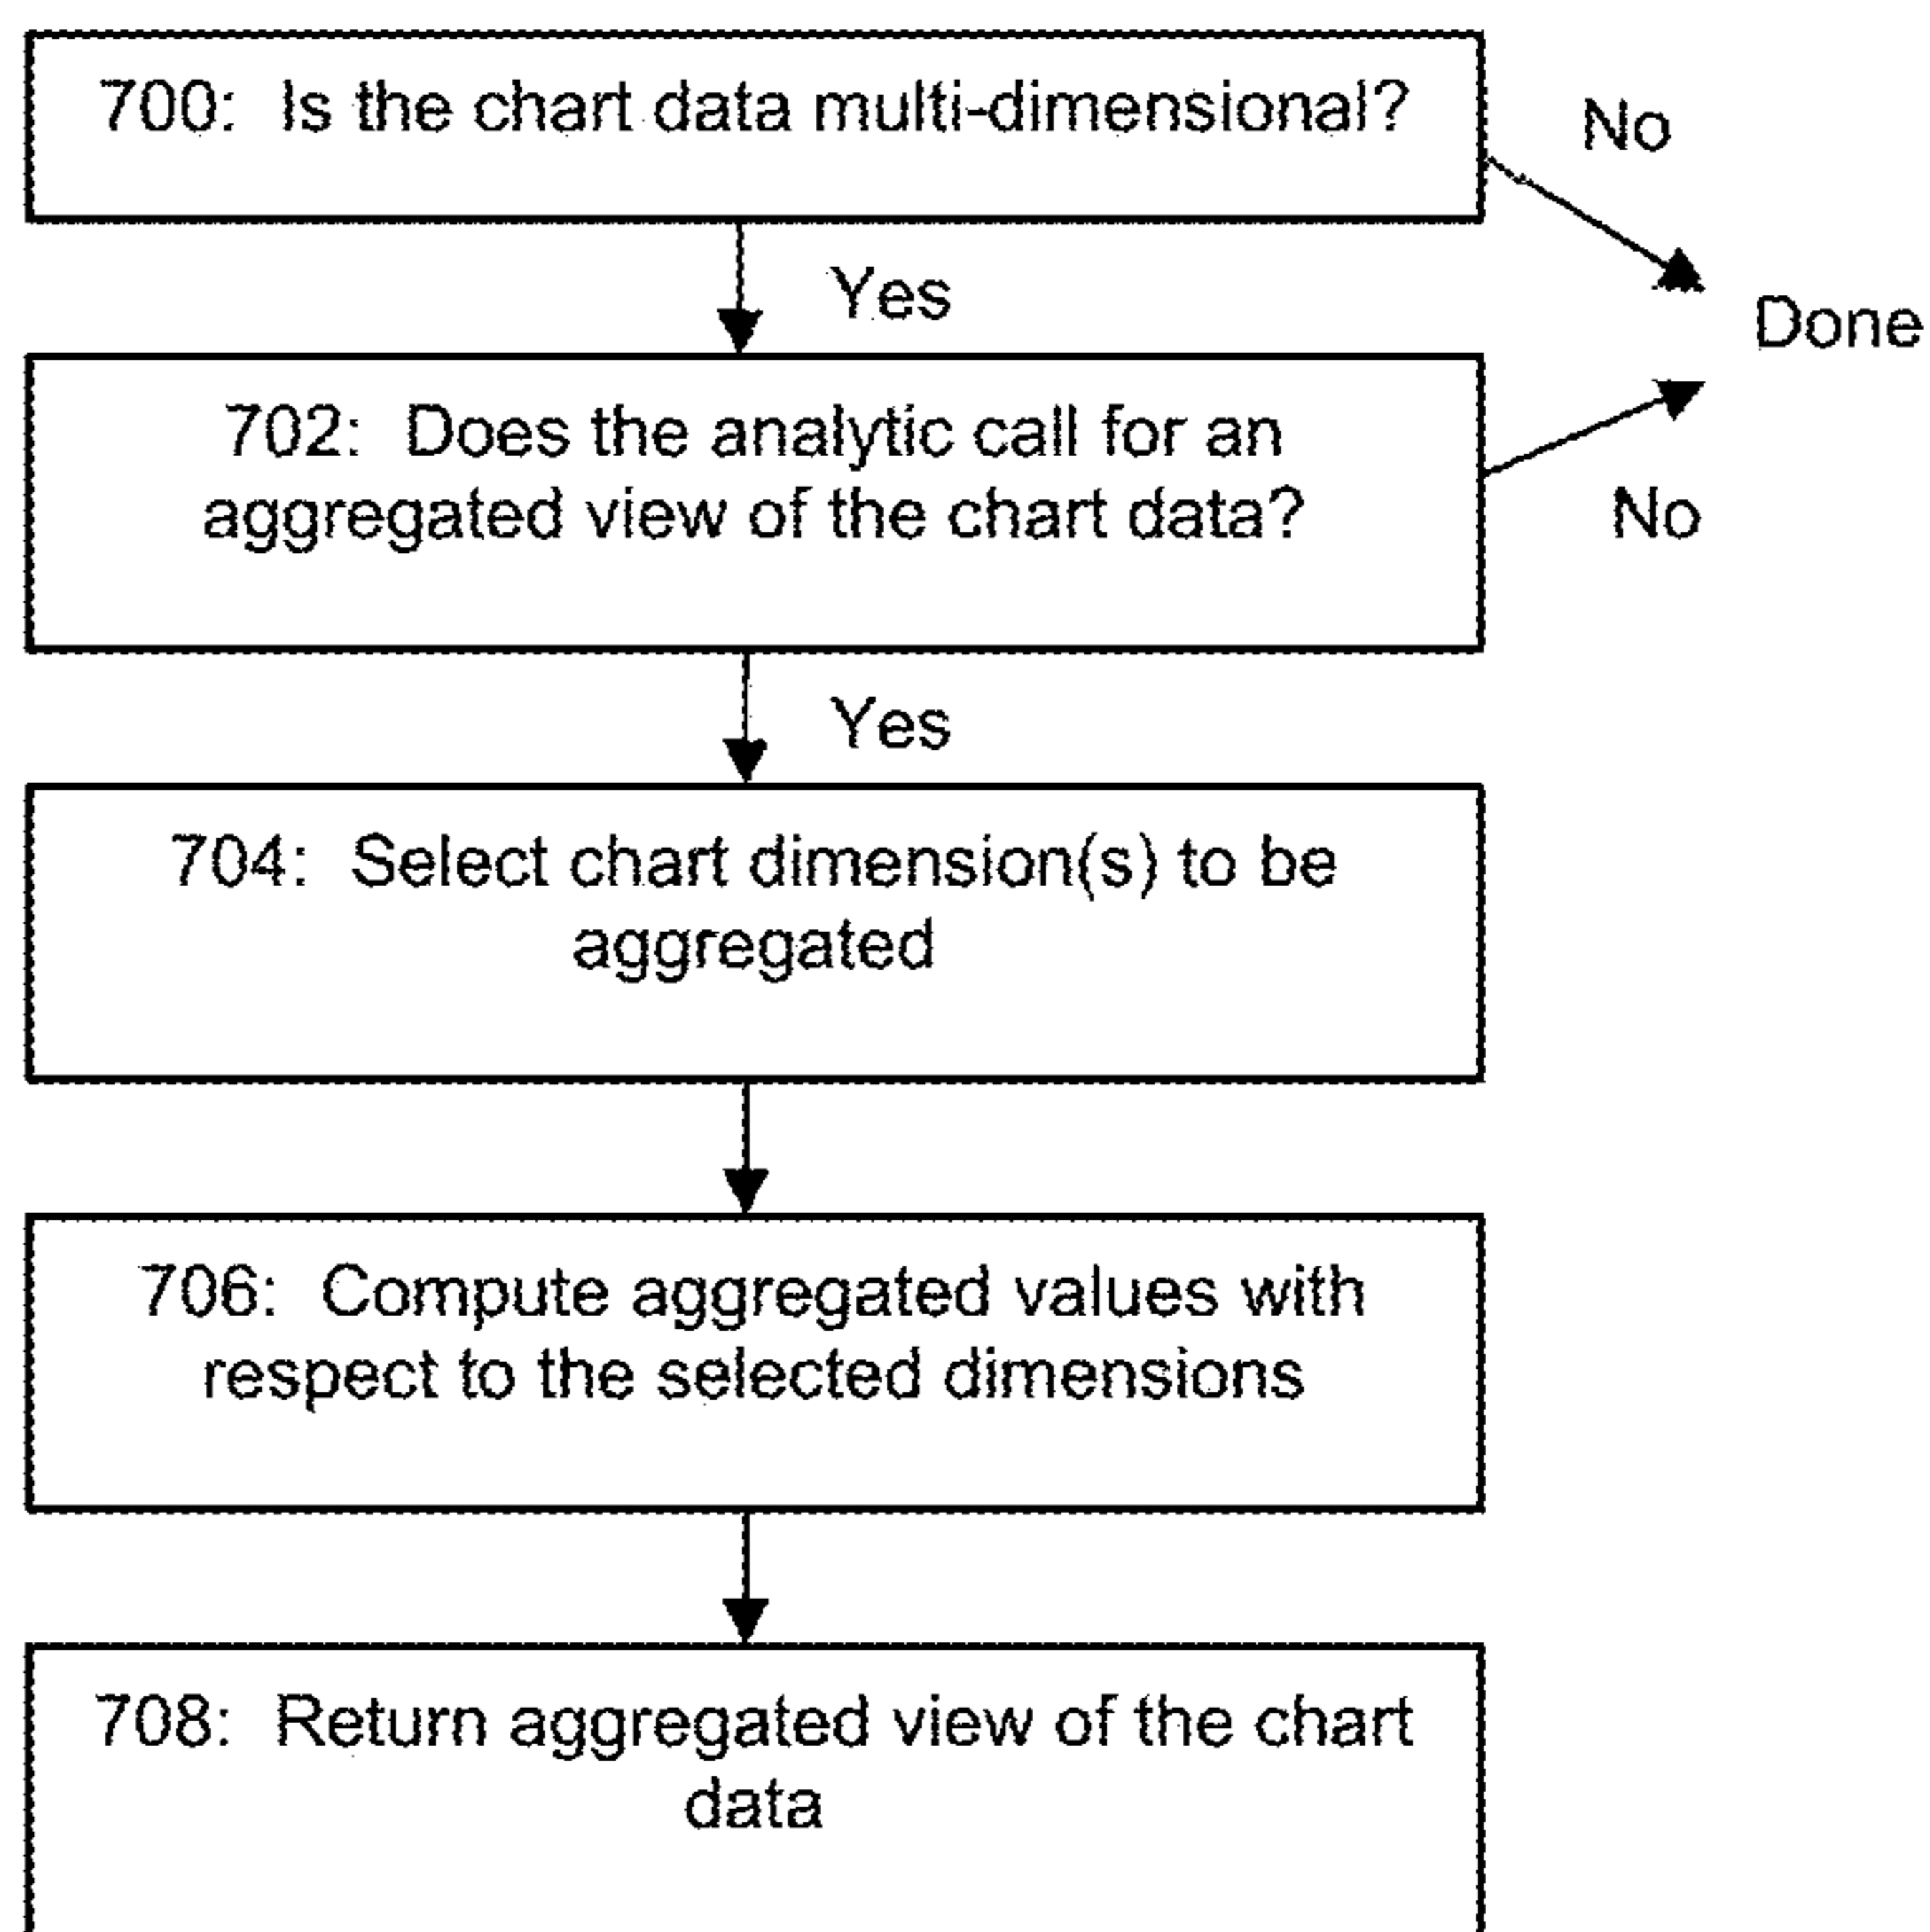 700: Is the chart data multi-dimensional?
No
Yes
Done
702: Does the analytic call for an
aggregated view of the chart data?
No
Yes
704: Select chart dimension(s) to be
aggregated
706: Compute aggregated values with
respect to the selected dimensions
708: Return aggregated view of the chart
data